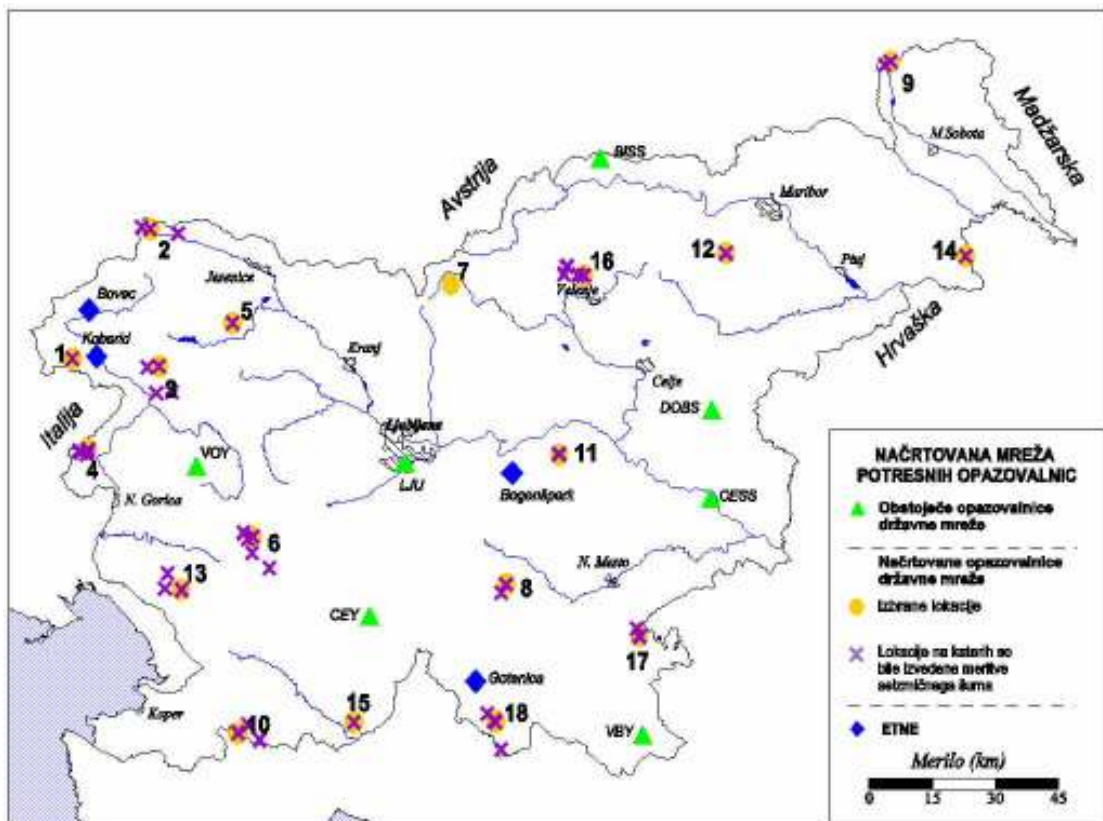 9
Madžarska
M.Sobota
BISS
Avstrija
Maribor
2
12
14
16
7
Jesenice
Velenje
Ptuj
Bovec
5
Hrvaška
Kobarid
Kranj
1
3
Celje
DOBS
Italija
Ljubljana
4
VOY
11
LJU
Bogenšperk
N. Gorica
CESS
6
N. Mesto
13
8
CEY
17
Gotenica
15
18
Koper
10
VBY
NAČRTOVANA MREŽA
POTRESNIH OPAZOVALNIC
Obstoječe opazovalnice
državne mreže
Načrtovane opazovalnice
državne mreže
Izbrane lokacije
Lokacije na katerih so
bile izvedene meritve
seizmičnega šuma
ETNE
Merilo (km)
0 15 30 45